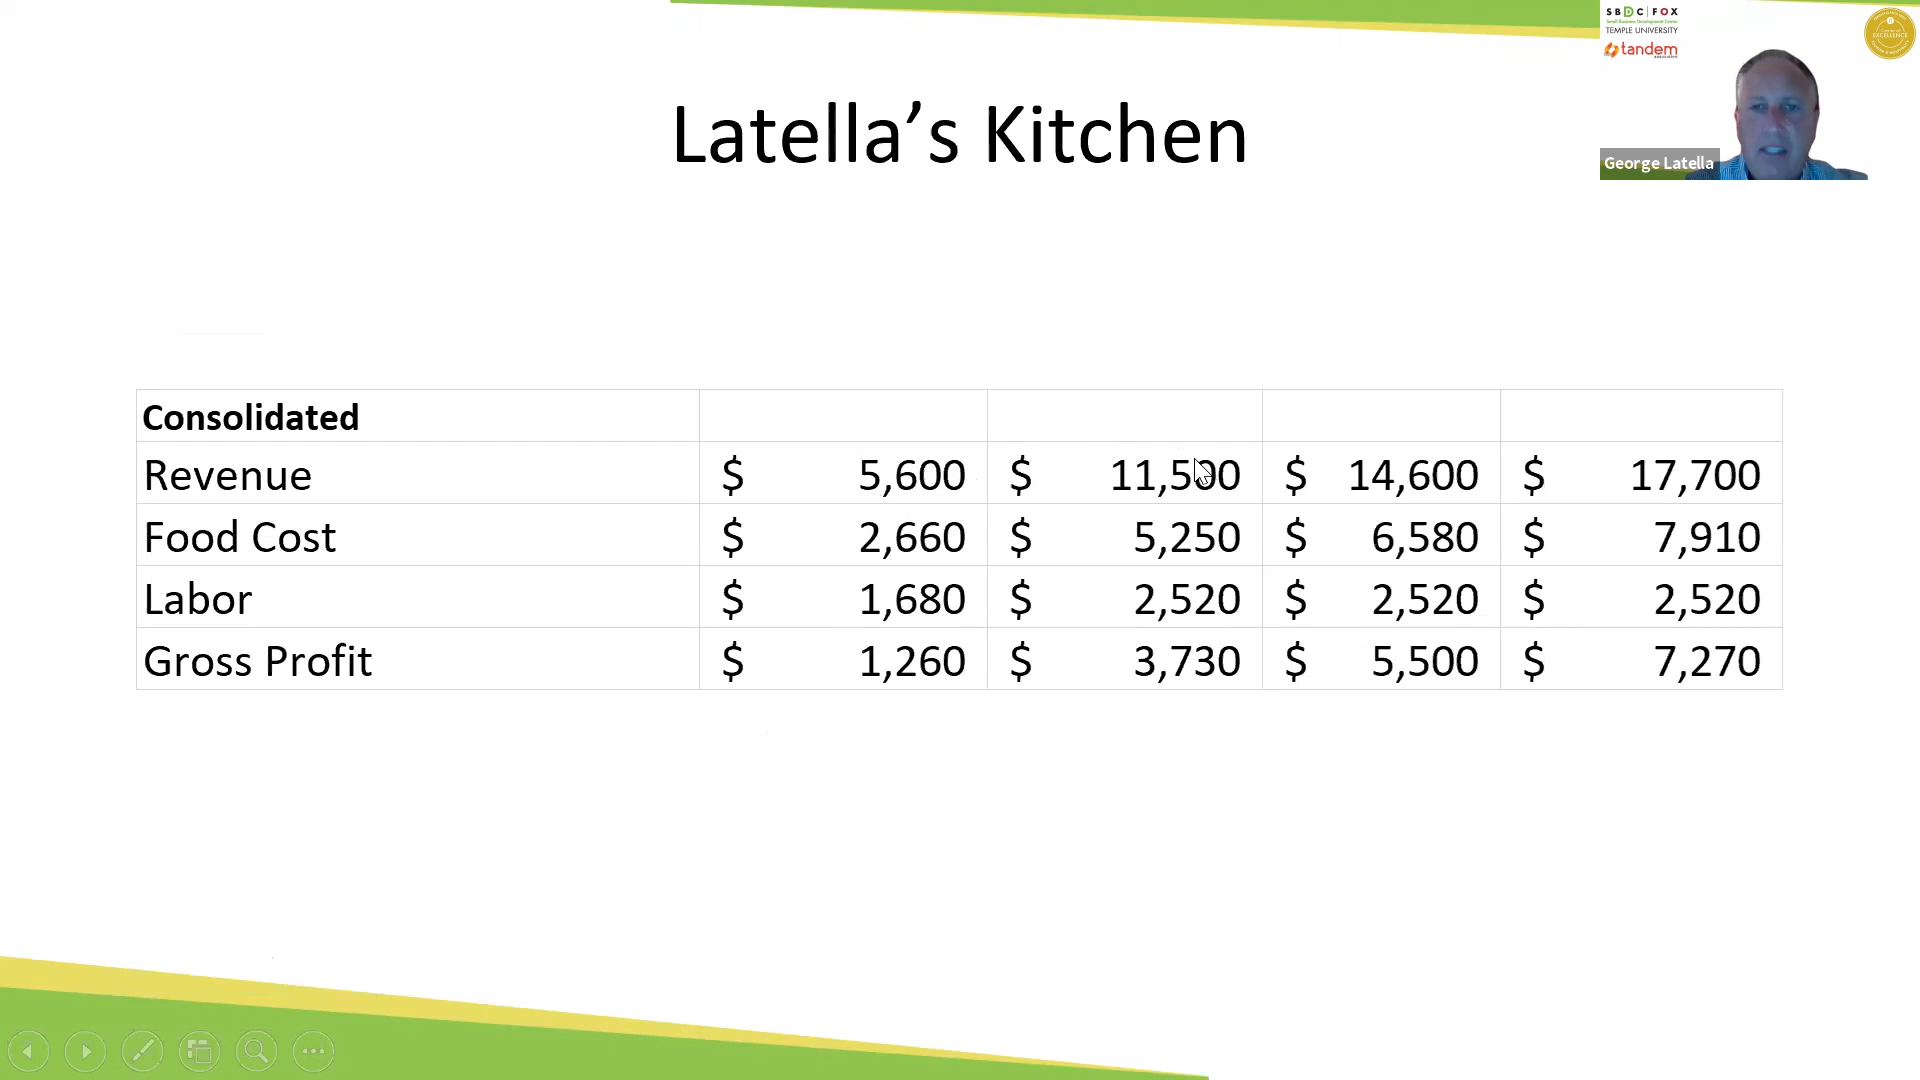 SBDC|FOX
Small Business Development Center
TEMPLE UNIVERSITY
tandem
EXCELLENCE
George Latella
Latella’s Kitchen
Consolidated
Revenue $ 5,600 $ 11,500 $ 14,600 $ 17,700
Food Cost $ 2,660 $ 5,250 $ 6,580 $ 7,910
Labor $ 1,680 $ 2,520 $ 2,520 $ 2,520
Gross Profit $ 1,260 $ 3,730 $ 5,500 $ 7,270